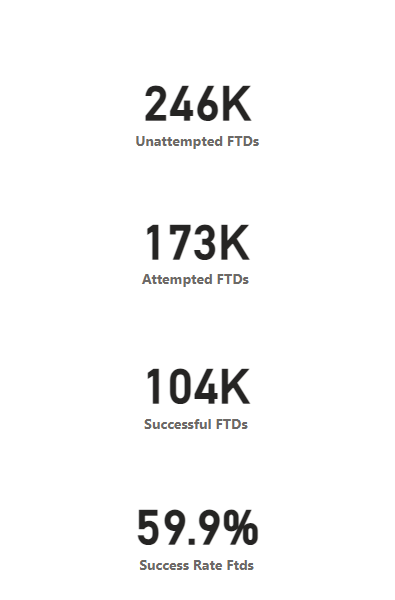 246K
Unattempted FTDs
173K
Attempted FTDs
104K
Successful FTDs
59.9%
Success Rate Ftds